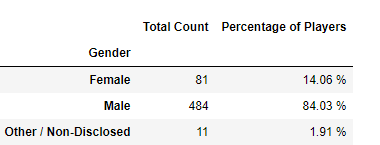 Total Count Percentage of Players
Gender
Female 81 14.06 %
Male 484 84.03 %
Other / Non-Disclosed 11 1.91 %